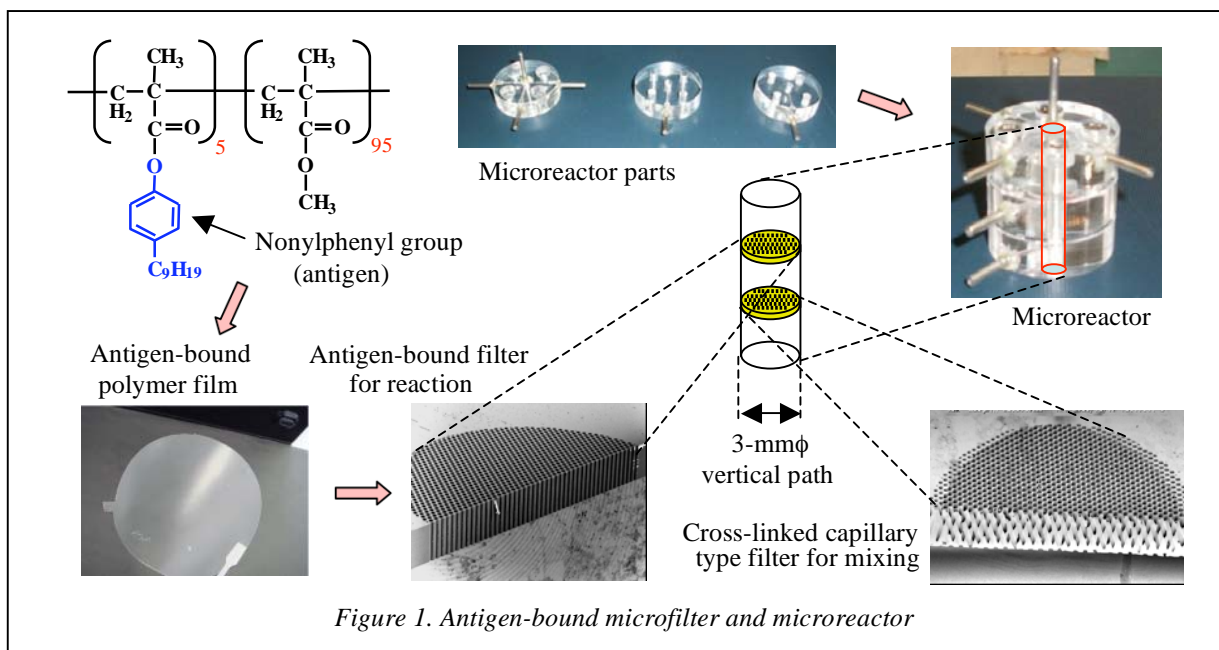 CH₃
CH₃
C
H₂
C
C
H₂
C
C=O
C=O
5
95
O
O
CH₃
C₉H₁₉
Nonylphenyl group
(antigen)
Microreactor parts
Microreactor
Antigen-bound
polymer film
Antigen-bound filter
for reaction
3-mmϕ
vertical path
Cross-linked capillary
type filter for mixing
Figure 1. Antigen-bound microfilter and microreactor